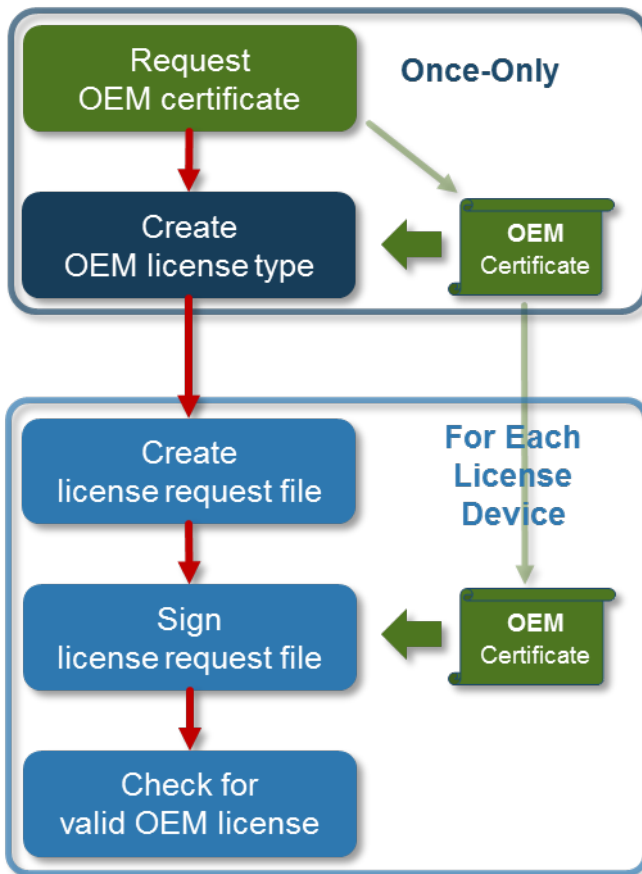 Request
OEM certificate
Once-Only
Create
OEM license type
OEM
Certificate
For Each
License
Device
Create
license request file
Sign
license request file
OEM
Certificate
Check for
valid OEM license